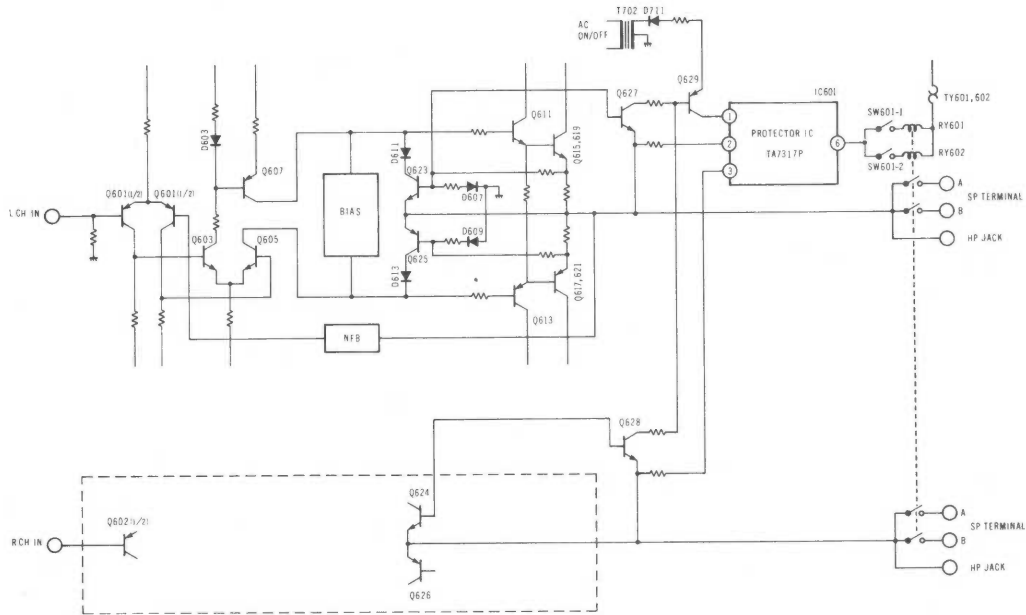 T702 D711
AC
ON/OFF
Q629
IC601
Q627
Q611
Q615,619
TY601,602
SW601-1
RY601
PROTECTOR IC
TA7317P
1
2
3
6
SW601-2
RY602
D603
Q607
D611
Q623
D607
BIAS
Q601(1/2)
Q601(1/2)
L CH IN
A
SP TERMINAL
B
HP JACK
Q603
Q605
D609
Q625
D613
Q617,621
Q613
NFB
Q628
Q624
Q602(1/2)
R CH IN
Q626
A
SP TERMINAL
B
HP JACK